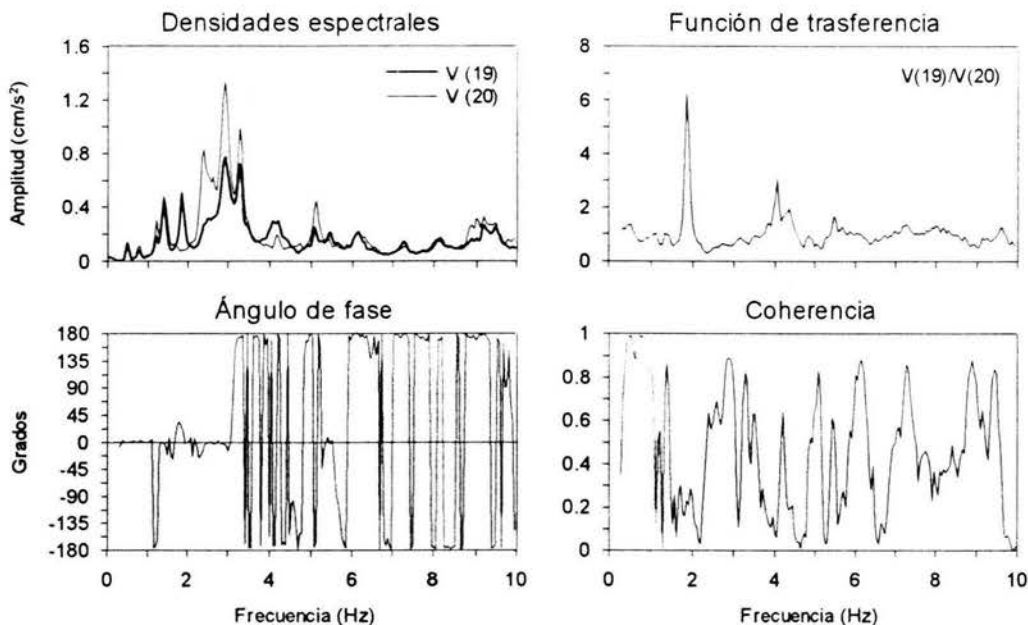 Densidades espectrales
Función de trasferencia
Amplitud (cm/s²)
1.6
1.2
0.8
0.4
0
V (19)
V (20)
8
6
4
2
0
V(19)/V(20)
Ángulo de fase
Coherencia
Grados
180
135
90
45
0
-45
-90
-135
-180
0 2 4 6 8 10
Frecuencia (Hz)
1
0.8
0.6
0.4
0.2
0
0 2 4 6 8 10
Frecuencia (Hz)